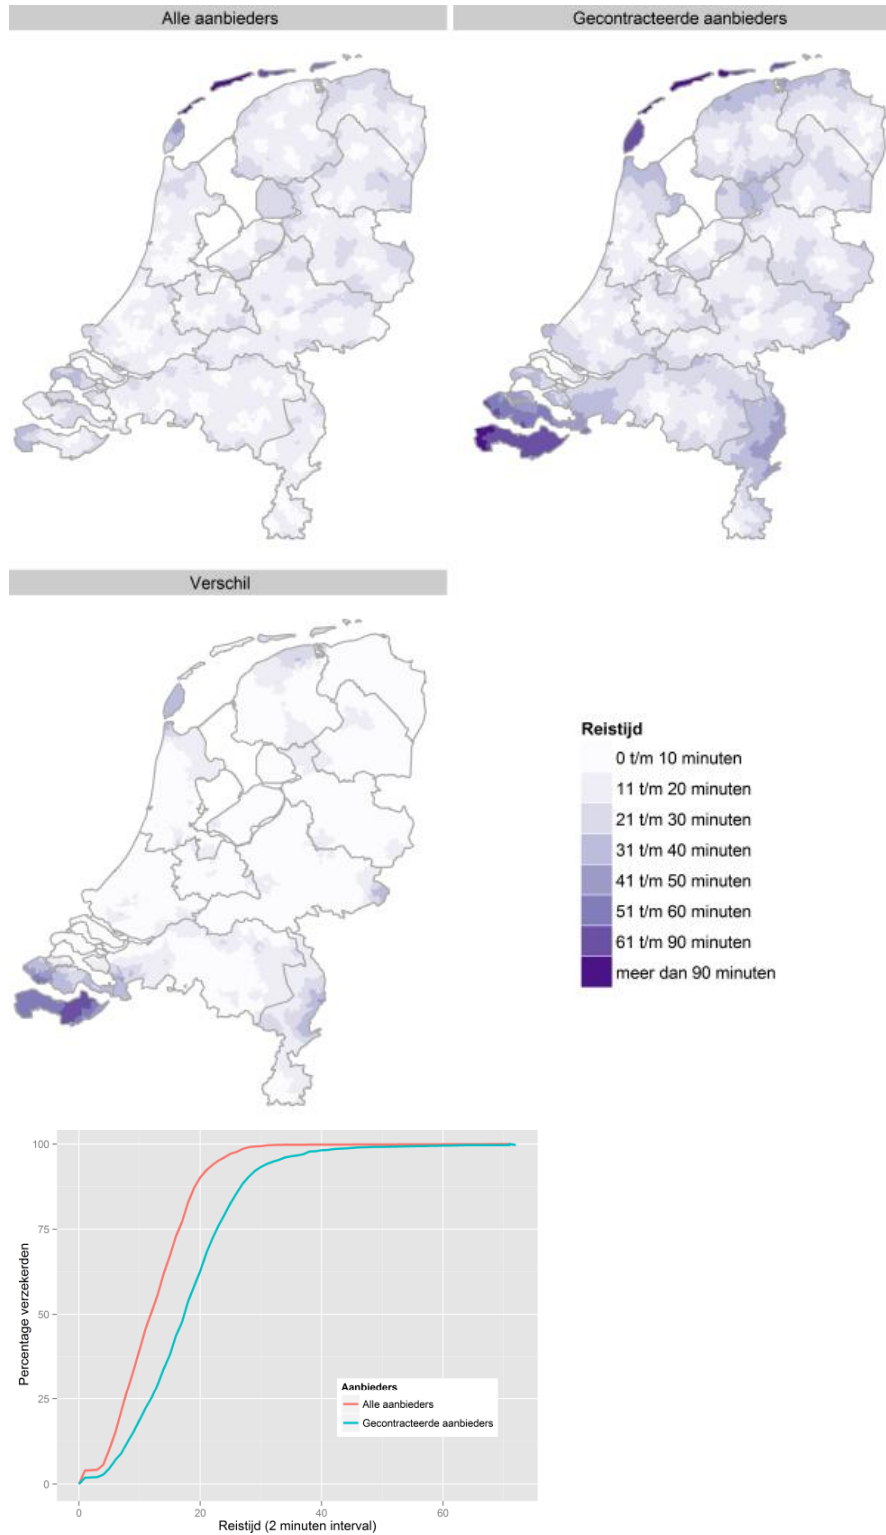 Alle aanbieders
Gecontracteerde aanbieders
Verschil
Reistijd
0 t/m 10 minuten
11 t/m 20 minuten
21 t/m 30 minuten
31 t/m 40 minuten
41 t/m 50 minuten
51 t/m 60 minuten
61 t/m 90 minuten
meer dan 90 minuten
100
75
50
25
0
Percentage verzekerden
Aanbieders
Alle aanbieders
Gecontracteerde aanbieders
0
20
40
60
Reistijd (2 minuten interval)